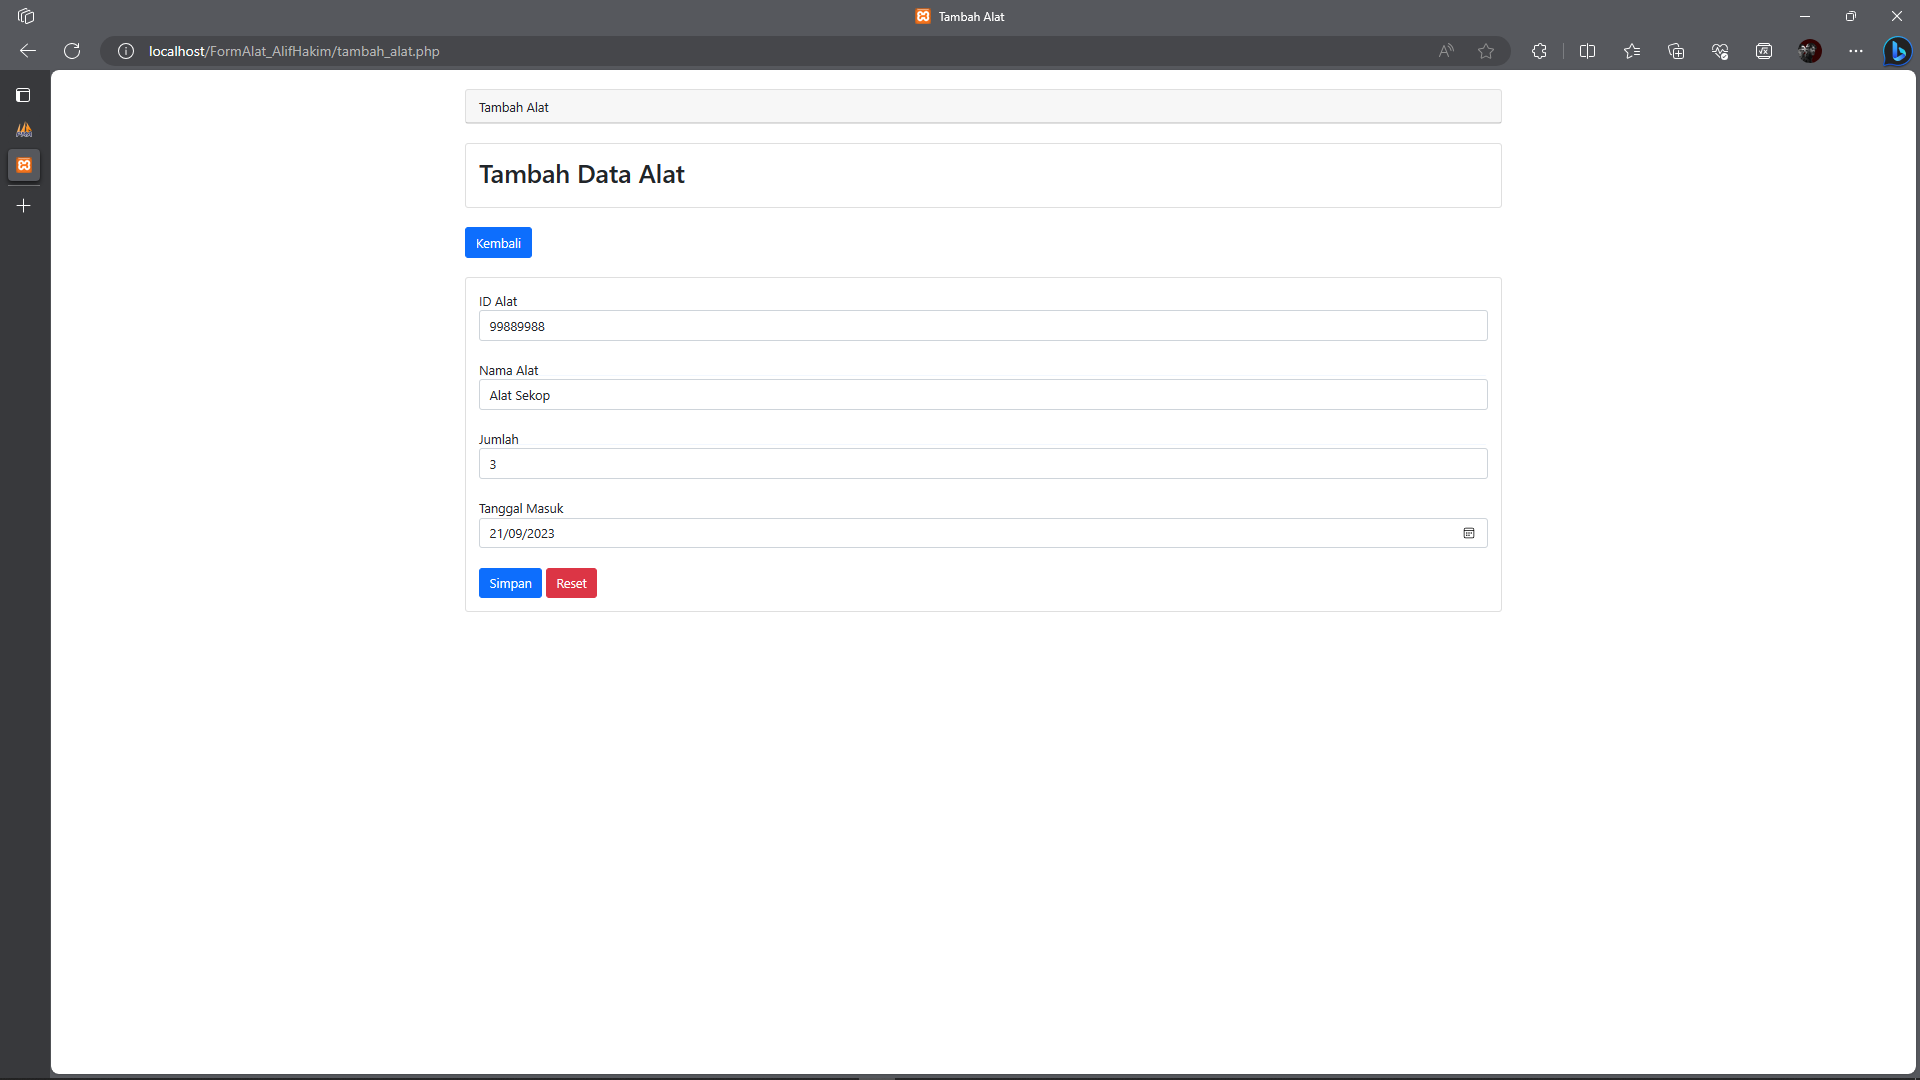 Tambah Alat
localhost/FormAlat_AlifHakim/tambah_alat.php
Tambah Alat
Tambah Data Alat
Kembali
ID Alat
99889988
Nama Alat
Alat Sekop
Jumlah
3
Tanggal Masuk
21/09/2023
Simpan Reset